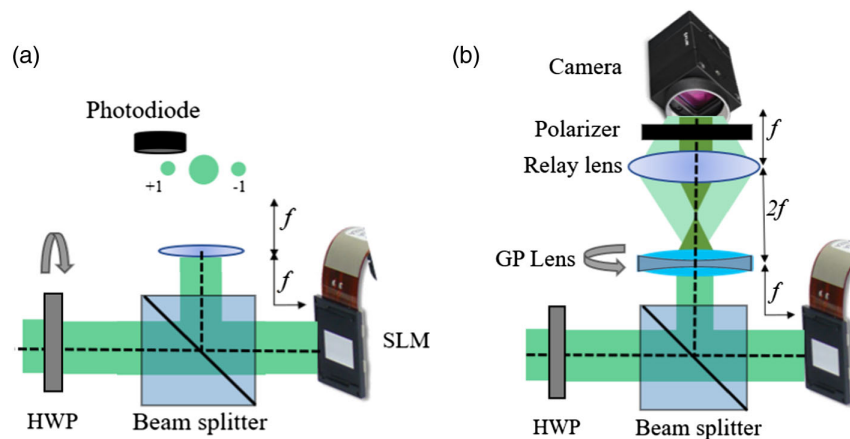 (a)
Photodiode
+1
-1
f
f
SLM
HWP
Beam splitter
(b)
Camera
Polarizer
f
Relay lens
2f
GP Lens
f
HWP
Beam splitter